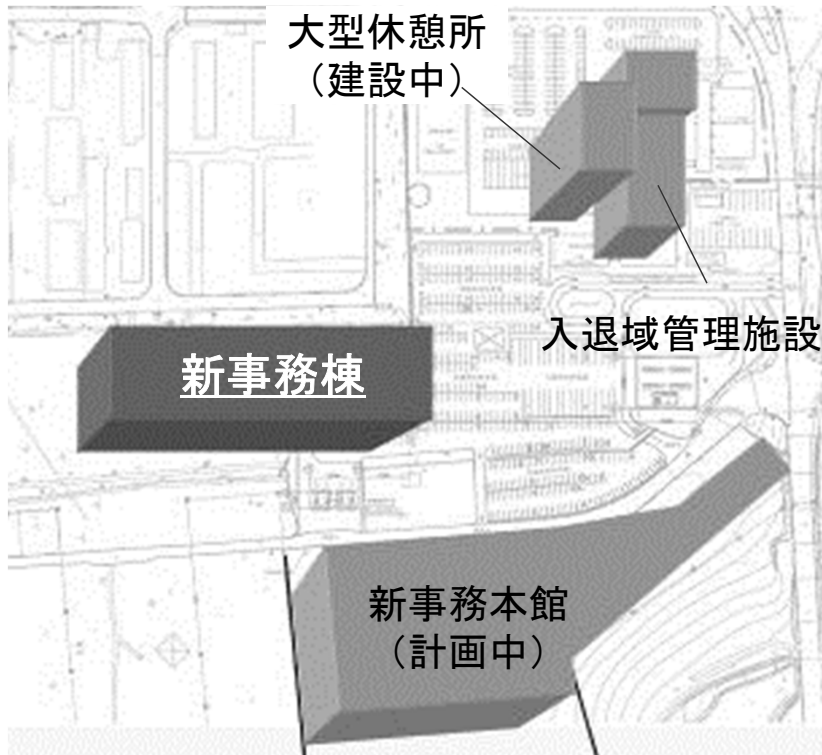 大型休憩所
（建設中）
入退域管理施設
新事務棟
新事務本館
（計画中）